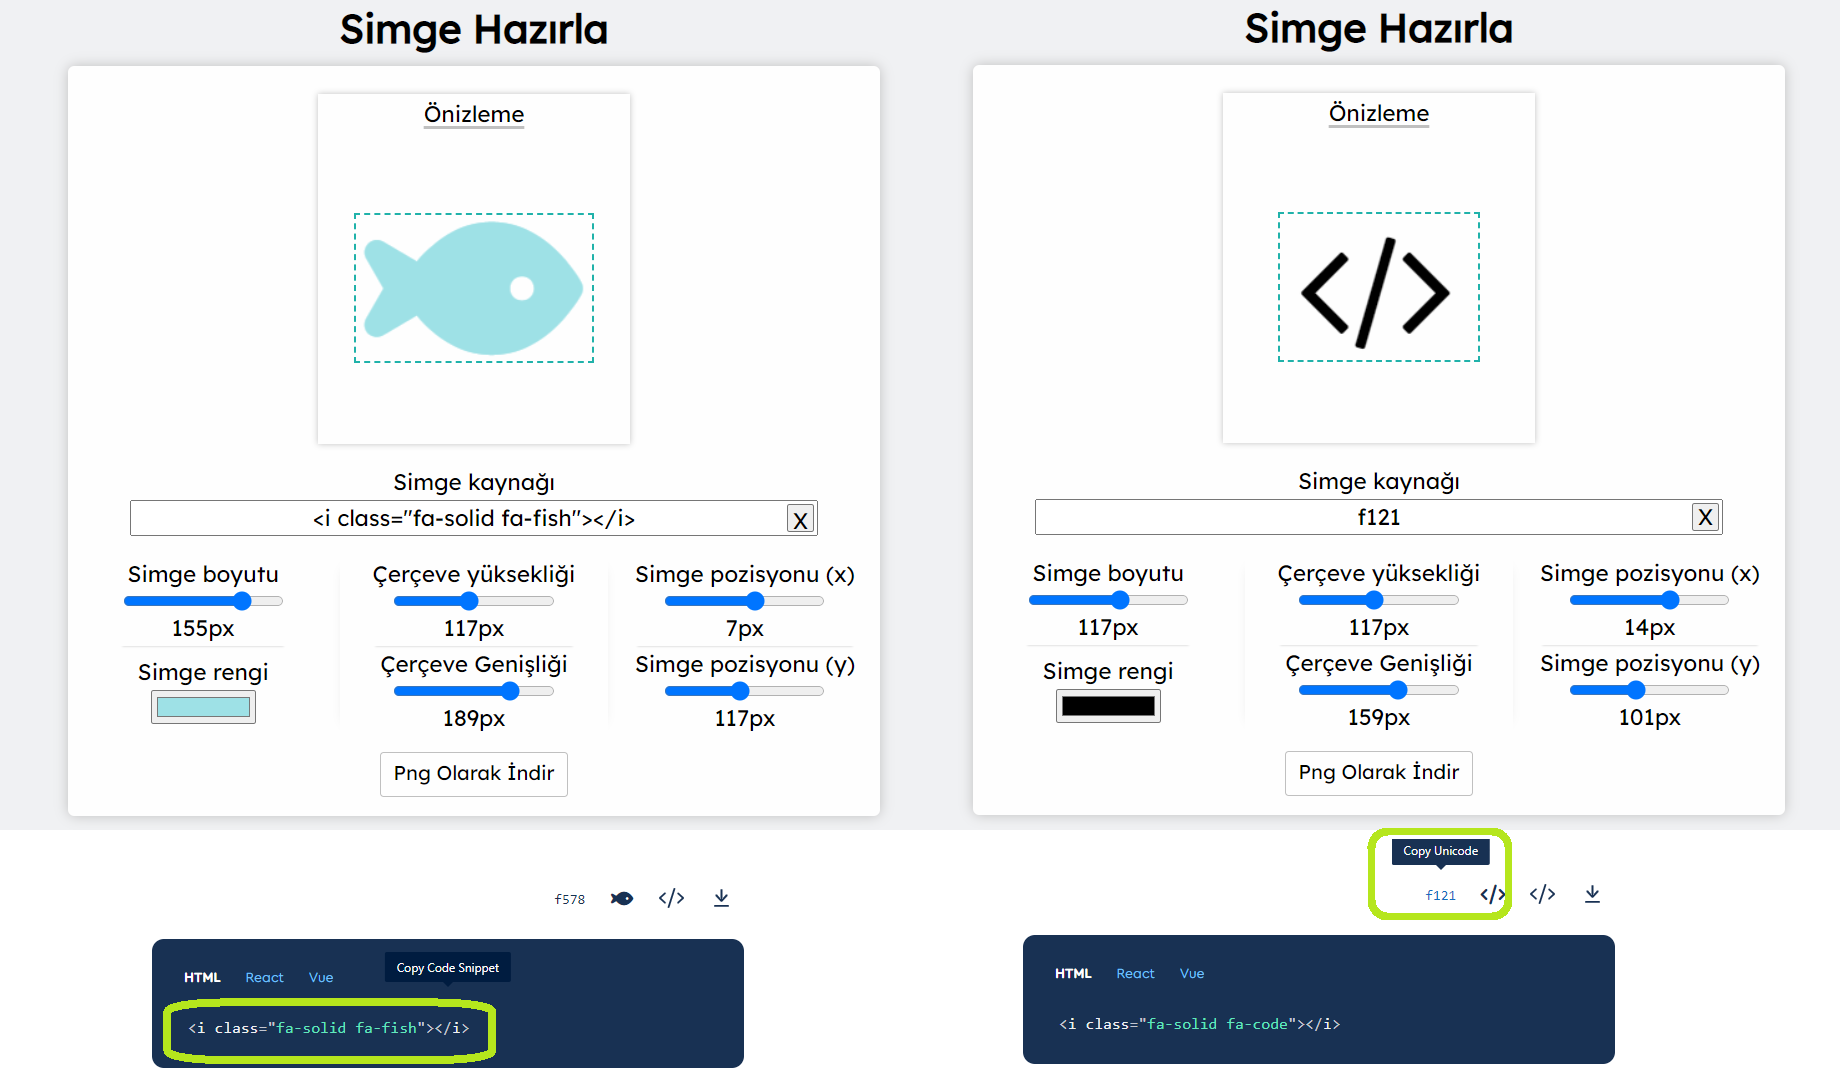 Simge Hazırla
Önizleme
Simge kaynağı
<i class="fa-solid fa-fish"></i>
X
Simge boyutu
155px
Simge rengi
Çerçeve yüksekliği
117px
Çerçeve Genişliği
189px
Simge pozisyonu (x)
7px
Simge pozisyonu (y)
117px
Png Olarak İndir
f578
HTML React Vue
Copy Code Snippet
<i class="fa-solid fa-fish"></i>
Simge Hazırla
Önizleme
</>
Simge kaynağı
f121
X
Simge boyutu
117px
Simge rengi
Çerçeve yüksekliği
117px
Çerçeve Genişliği
159px
Simge pozisyonu (x)
14px
Simge pozisyonu (y)
101px
Png Olarak İndir
Copy Unicode
f121
HTML React Vue
<i class="fa-solid fa-code"></i>